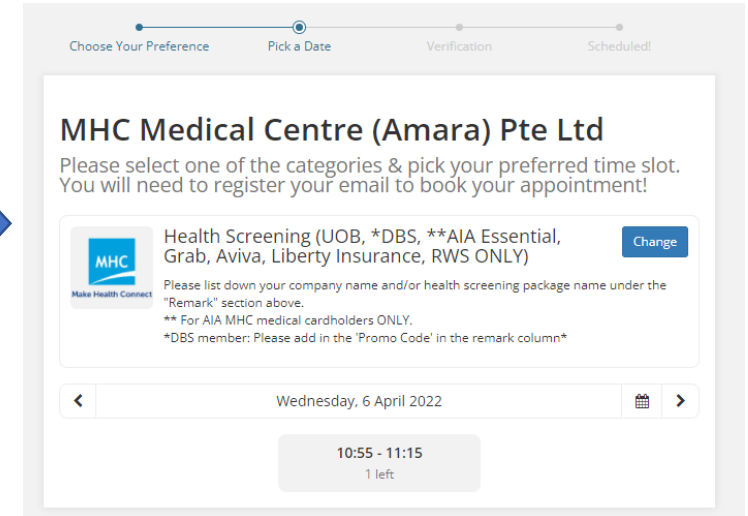 Choose Your Preference Pick a Date Verification Scheduled!
MHC Medical Centre (Amara) Pte Ltd
Please select one of the categories & pick your preferred time slot.
You will need to register your email to book your appointment!
MHC
Make Health Connect
Health Screening (UOB, *DBS, **AIA Essential,
Grab, Aviva, Liberty Insurance, RWS ONLY)
Change
Please list down your company name and/or health screening package name under the
"Remark" section above.
** For AIA MHC medical cardholders ONLY.
*DBS member: Please add in the 'Promo Code' in the remark column*
Wednesday, 6 April 2022
10:55 - 11:15
1 left